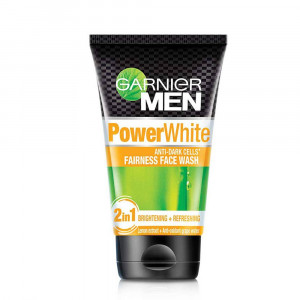 GARNIER
MEN
PowerWhite
ANTI-DARK CELLS*
FAIRNESS FACE WASH
2in1
BRIGHTENING + REFRESHING